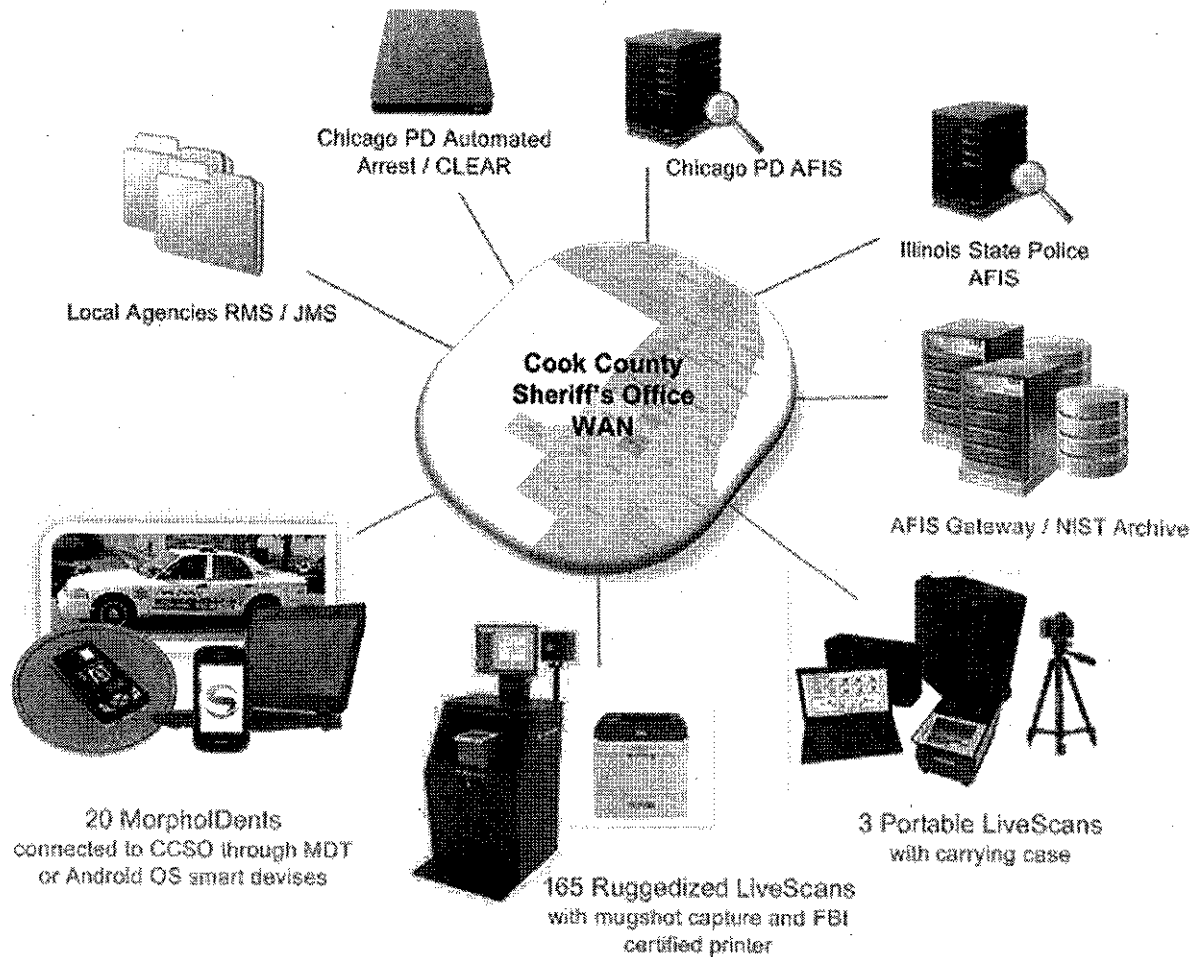 Chicago PD Automated
Arrest / CLEAR
Chicago PD AFIS
Illinois State Police
AFIS
Local Agencies RMS / JMS
Cook County
Sheriff's Office
WAN
AFIS Gateway / NIST Archive
20 MorphoIDents
connected to CCSO through MDT
or Android OS smart devises
165 Ruggedized LiveScans
with mugshot capture and FBI
certified printer
3 Portable LiveScans
with carrying case